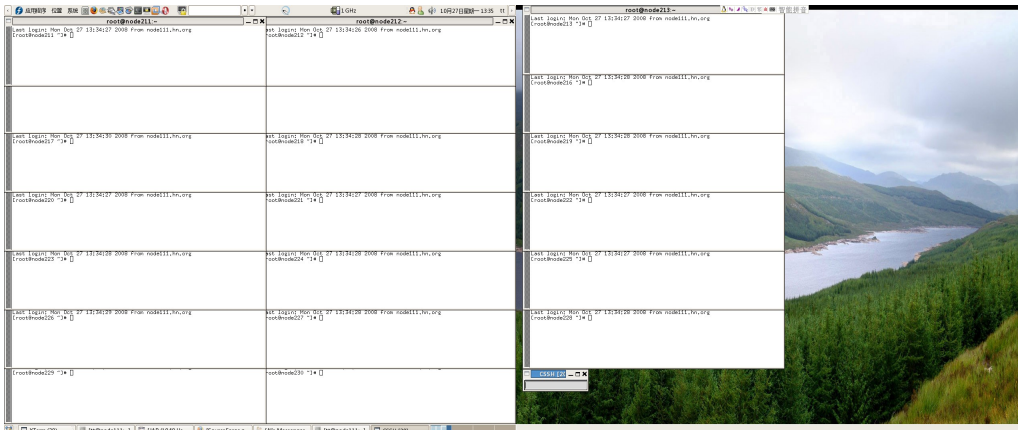 应用程序 位置 系统
1 GHz
10月27日星期一 13:35 tt
智能拼音
root@node211:~
root@node212:~
root@node213:~
Last login: Mon Oct 27 13:34:27 2008 from node111.hn.org
[root@node211 ~]#
ast login: Mon Oct 27 13:34:26 2008 from node111.hn.org
root@node212 ~]#
Last login: Mon Oct 27 13:34:27 2008 from node111.hn.org
[root@node213 ~]#
Last login: Mon Oct 27 13:34:28 2008 from node111.hn.org
[root@node216 ~]#
Last login: Mon Oct 27 13:34:30 2008 from node111.hn.org
[root@node217 ~]#
ast login: Mon Oct 27 13:34:28 2008 from node111.hn.org
root@node218 ~]#
Last login: Mon Oct 27 13:34:28 2008 from node111.hn.org
[root@node219 ~]#
Last login: Mon Oct 27 13:34:27 2008 from node111.hn.org
[root@node220 ~]#
ast login: Mon Oct 27 13:34:27 2008 from node111.hn.org
root@node221 ~]#
Last login: Mon Oct 27 13:34:27 2008 from node111.hn.org
[root@node222 ~]#
Last login: Mon Oct 27 13:34:28 2008 from node111.hn.org
[root@node223 ~]#
ast login: Mon Oct 27 13:34:28 2008 from node111.hn.org
root@node224 ~]#
Last login: Mon Oct 27 13:34:28 2008 from node111.hn.org
[root@node225 ~]#
Last login: Mon Oct 27 13:34:29 2008 from node111.hn.org
[root@node226 ~]#
ast login: Mon Oct 27 13:34:28 2008 from node111.hn.org
root@node227 ~]#
Last login: Mon Oct 27 13:34:28 2008 from node111.hn.org
[root@node228 ~]#
[root@node229 ~]#
root@node230 ~]#
CSSH [20